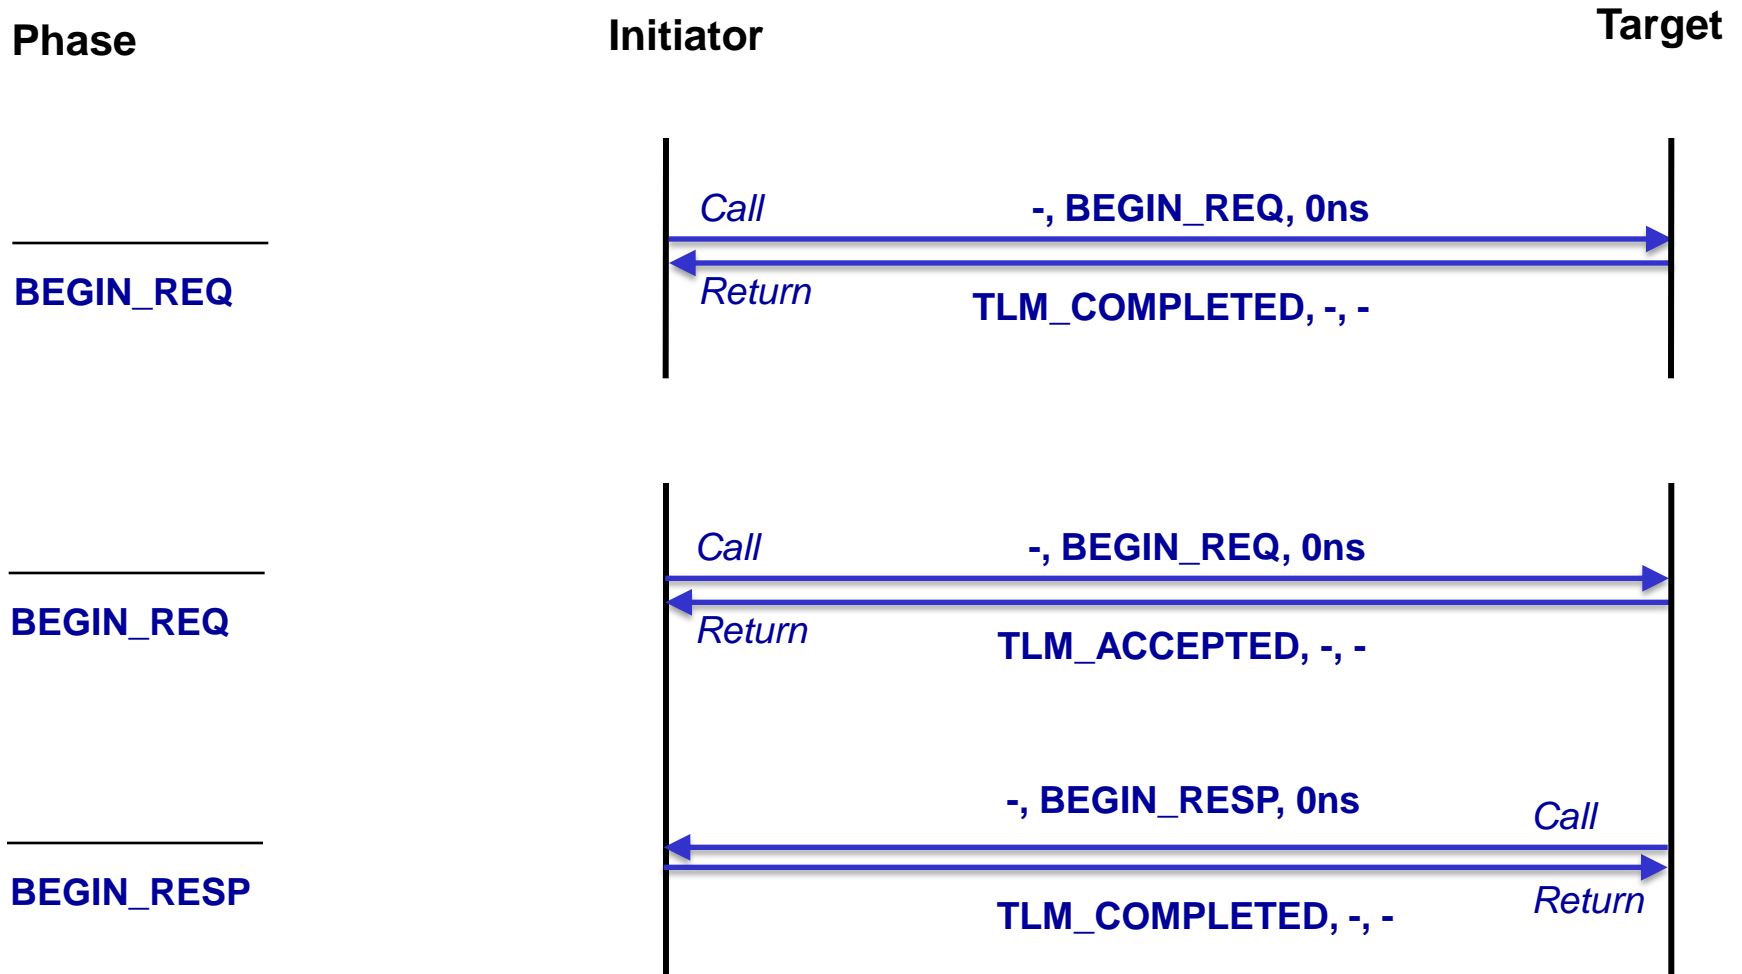 Phase Initiator Target
Call -, BEGIN_REQ, 0ns
BEGIN_REQ Return TLM_COMPLETED, -, -
Call -, BEGIN_REQ, 0ns
BEGIN_REQ Return TLM_ACCEPTED, -, -
-, BEGIN_RESP, 0ns Call
BEGIN_RESP TLM_COMPLETED, -, - Return